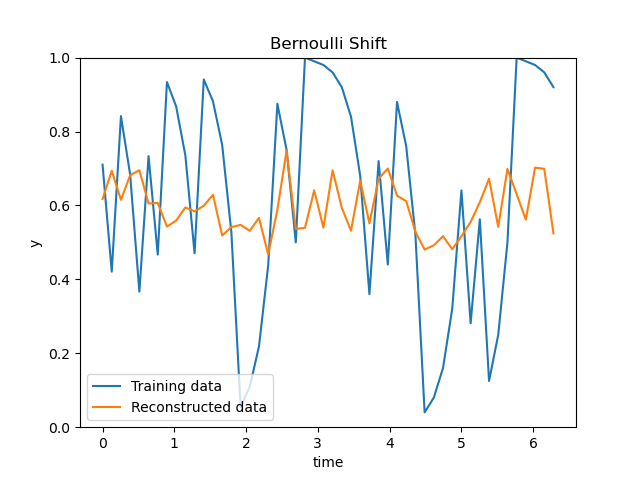 Bernoulli Shift
1.0
0.8
0.6
0.4
0.2
0.0
y
Training data
Reconstructed data
0 1 2 3 4 5 6
time